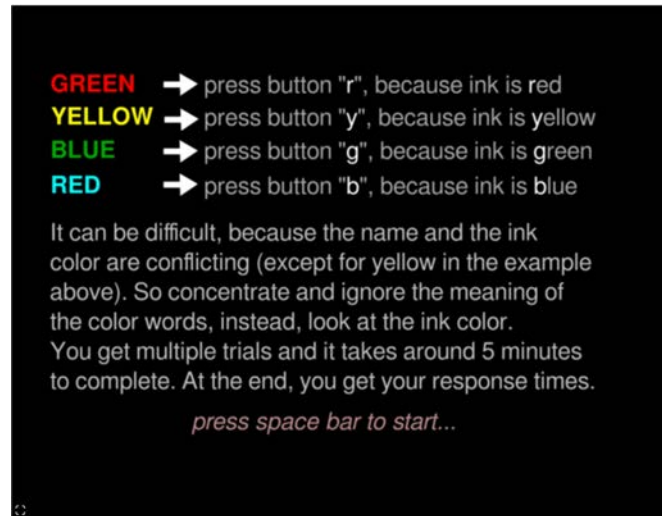 GREEN → press button "r", because ink is red
YELLOW → press button "y", because ink is yellow
BLUE → press button "g", because ink is green
RED → press button "b", because ink is blue
It can be difficult, because the name and the ink
color are conflicting (except for yellow in the example
above). So concentrate and ignore the meaning of
the color words, instead, look at the ink color.
You get multiple trials and it takes around 5 minutes
to complete. At the end, you get your response times.
press space bar to start...